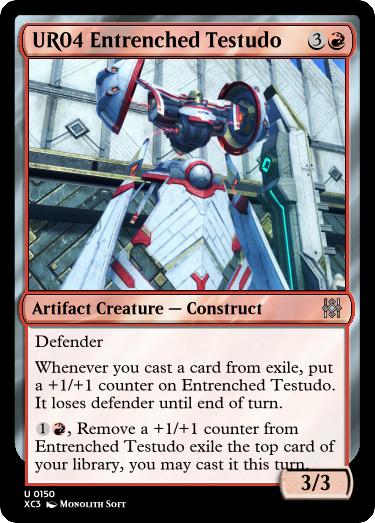 UR04 Entrenched Testudo 3
Artifact Creature — Construct
Defender
Whenever you cast a card from exile, put
a +1/+1 counter on Entrenched Testudo.
It loses defender until end of turn.
1 , Remove a +1/+1 counter from
Entrenched Testudo exile the top card of
your library, you may cast it this turn.
3/3
U 0150
XC3 Monolith Soft